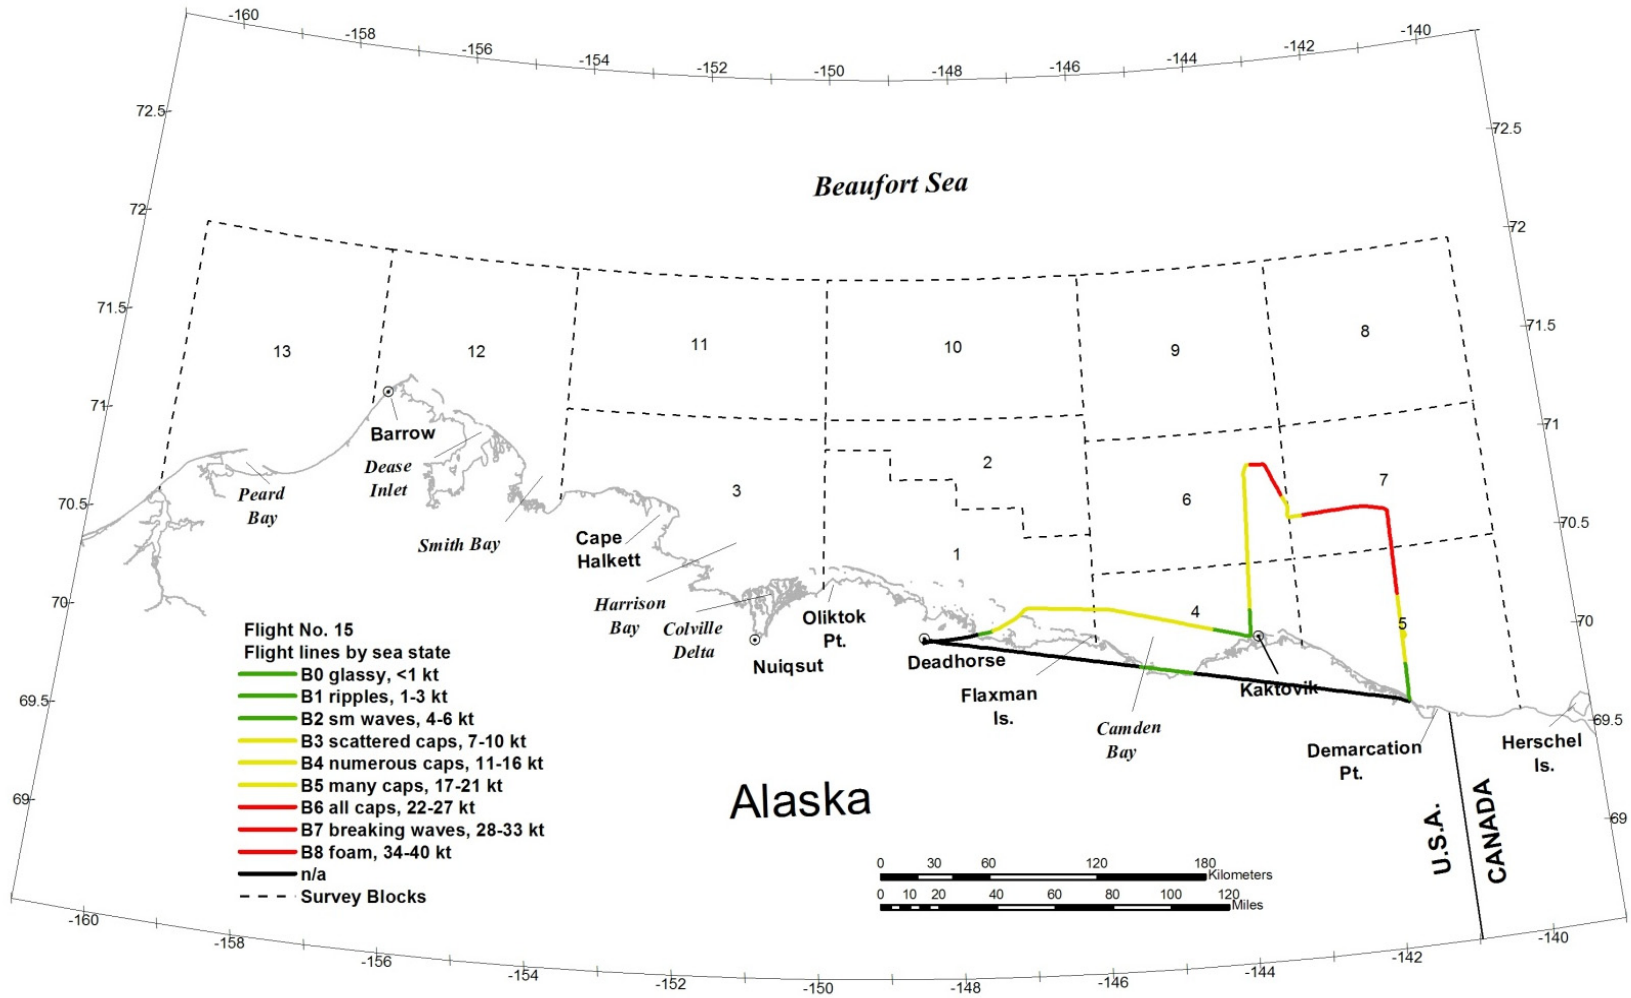 -160
-158
-156
-154
-152
-150
-148
-146
-144
-142
-140
72.5
72.5
72
72
71.5
71.5
71
71
70.5
70.5
70
70
69.5
69.5
69
69
Beaufort Sea
13
12
11
10
9
8
3
2
1
6
7
4
5
Barrow
Dease
Inlet
Peard
Bay
Smith Bay
Cape
Halkett
Harrison
Bay
Colville
Delta
Oliktok
Pt.
Nuiqsut
Deadhorse
Flaxman
Is.
Camden
Bay
Kaktovik
Demarcation
Pt.
Herschel
Is.
Alaska
U.S.A.
CANADA
Flight No. 15
Flight lines by sea state
B0 glassy, <1 kt
B1 ripples, 1-3 kt
B2 sm waves, 4-6 kt
B3 scattered caps, 7-10 kt
B4 numerous caps, 11-16 kt
B5 many caps, 17-21 kt
B6 all caps, 22-27 kt
B7 breaking waves, 28-33 kt
B8 foam, 34-40 kt
n/a
Survey Blocks
0 30 60 120 180
Kilometers
0 10 20 40 60 80 100 120
Miles
-160
-158
-156
-154
-152
-150
-148
-146
-144
-142
-140